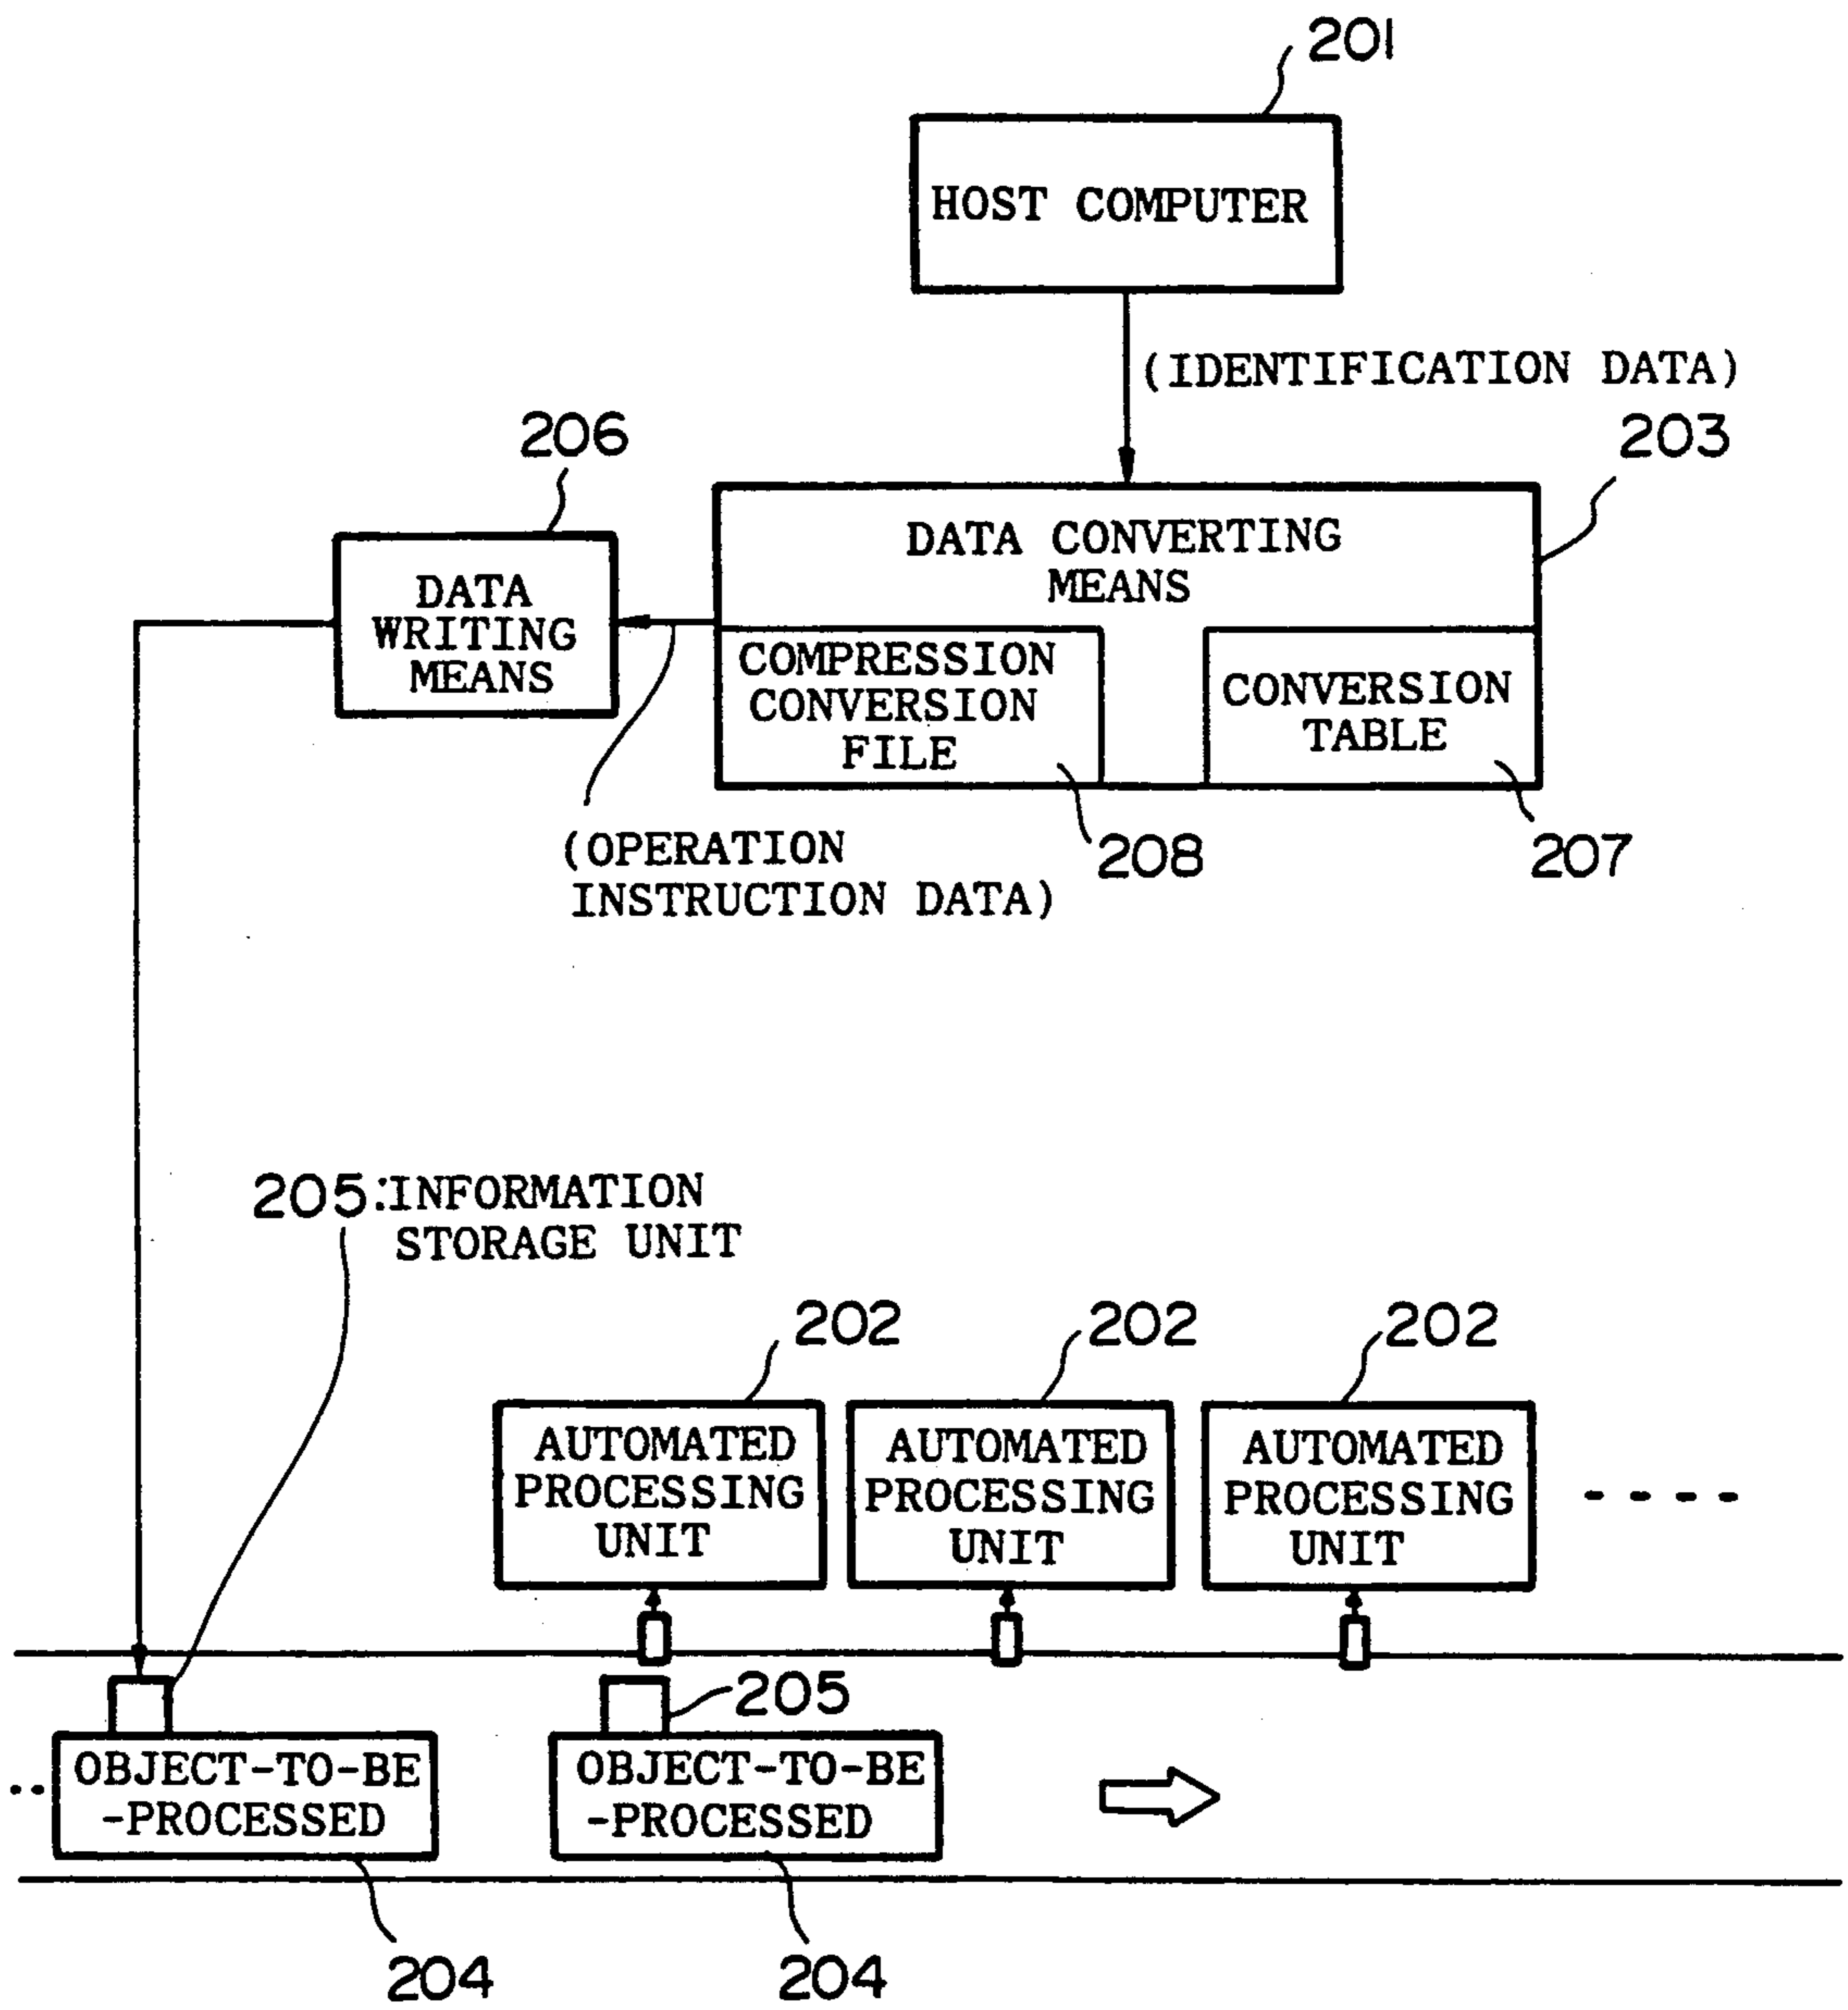 201
HOST COMPUTER
(IDENTIFICATION DATA)
203
206
DATA CONVERTING
MEANS
DATA
WRITING
MEANS
COMPRESSION
CONVERSION
FILE
CONVERSION
TABLE
208
207
(OPERATION
INSTRUCTION DATA)
205:INFORMATION
STORAGE UNIT
202
202
202
AUTOMATED
PROCESSING
UNIT
AUTOMATED
PROCESSING
UNIT
AUTOMATED
PROCESSING
UNIT
205
OBJECT-TO-BE
-PROCESSED
OBJECT-TO-BE
-PROCESSED
204
204